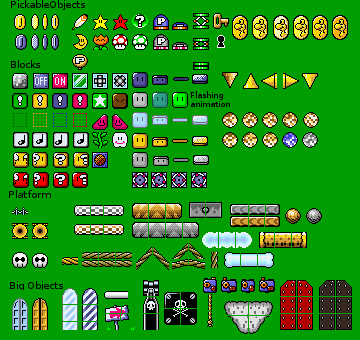 PickableObjects
P
P
Blocks
OFF
ON
Flashing
animation
Platform
Big Objects